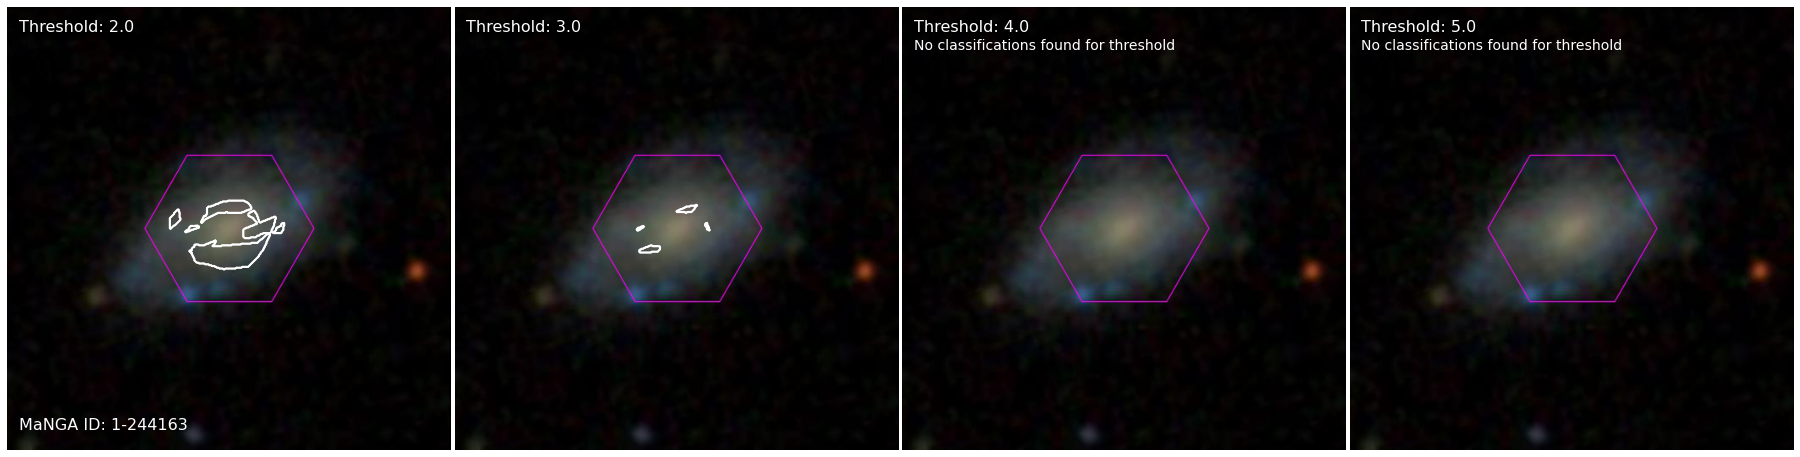 Threshold: 2.0
MaNGA ID: 1-244163
Threshold: 3.0
Threshold: 4.0
No classifications found for threshold
Threshold: 5.0
No classifications found for threshold